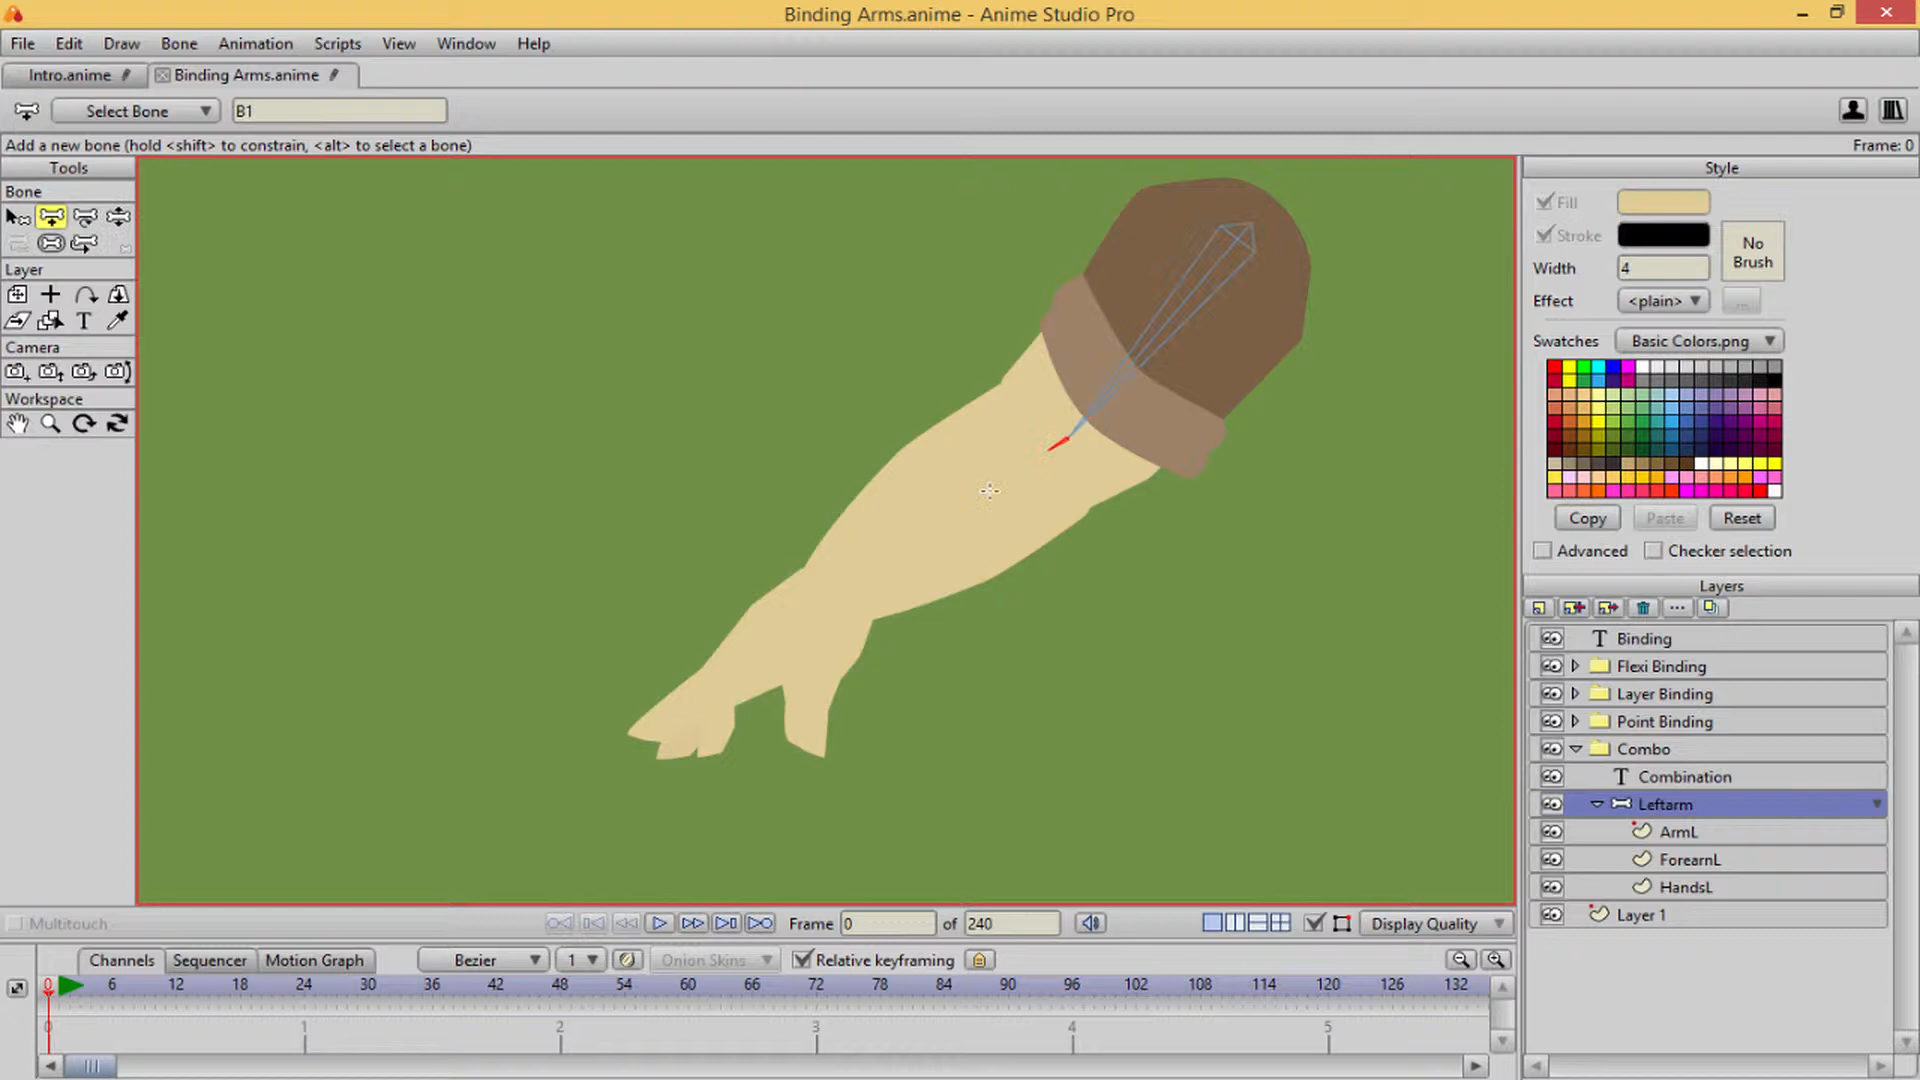 Binding Arms.anime - Anime Studio Pro
File Edit Draw Bone Animation Scripts View Window Help
Intro.anime Binding Arms.anime
Select Bone B1
Add a new bone (hold <shift> to constrain, <alt> to select a bone) Frame: 0
Tools
Bone
Layer
T
Camera
Workspace
Style
Fill
Stroke
No Brush
Width 4
Effect <plain> ...
Swatches Basic Colors.png
Copy Paste Reset
Advanced Checker selection
Layers
T Binding
Flexi Binding
Layer Binding
Point Binding
Combo
T Combination
Leftarm
ArmL
ForearnL
HandsL
Layer 1
Multitouch Frame 0 of 240 Display Quality
Channels Sequencer Motion Graph Bezier 1 Onion Skins Relative keyframing
0 6 12 18 24 30 36 42 48 54 60 66 72 78 84 90 96 102 108 114 120 126 132
0 1 2 3 4 5